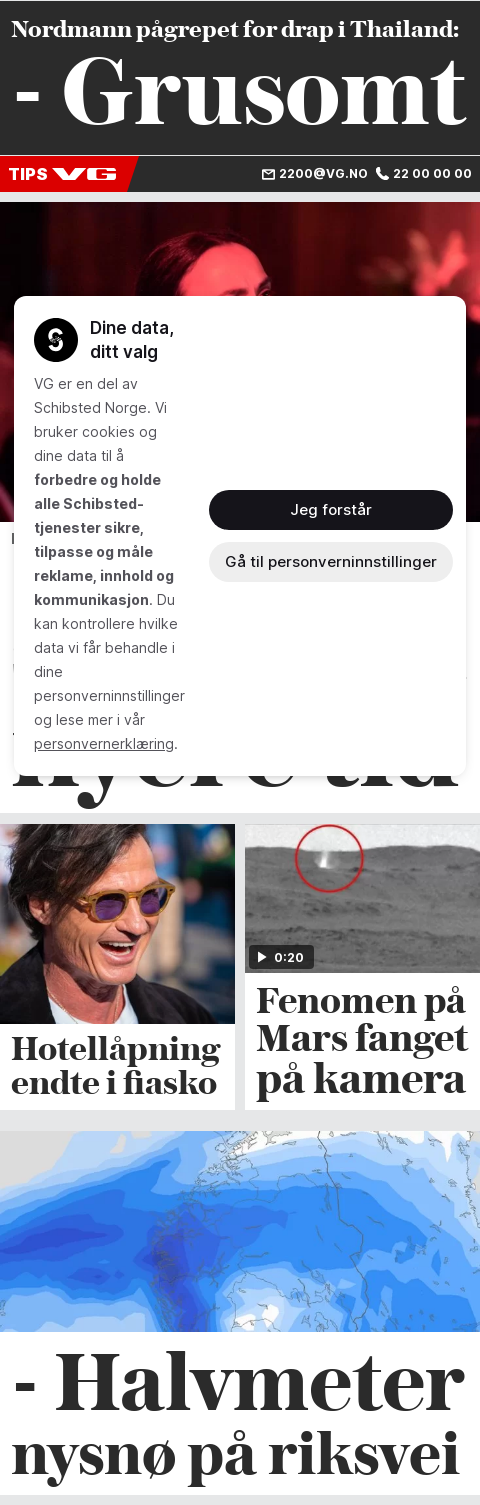 Nordmann pågrepet for drap i Thailand:
- Grusomt
TIPS VG
2200@VG.NO 22 00 00 00
Dine data,
ditt valg
VG er en del av
Schibsted Norge. Vi
bruker cookies og
dine data til å
forbedre og holde
alle Schibsted-
tjenester sikre,
tilpasse og måle
reklame, innhold og
kommunikasjon. Du
kan kontrollere hvilke
data vi får behandle i
dine
personverninnstillinger
og lese mer i vår
personvernerklæring.
Jeg forstår
Gå til personverninnstillinger
nyere tid
0:20
Hotellåpning
endte i fiasko
Fenomen på
Mars fanget
på kamera
- Halvmeter
nysnø på riksvei